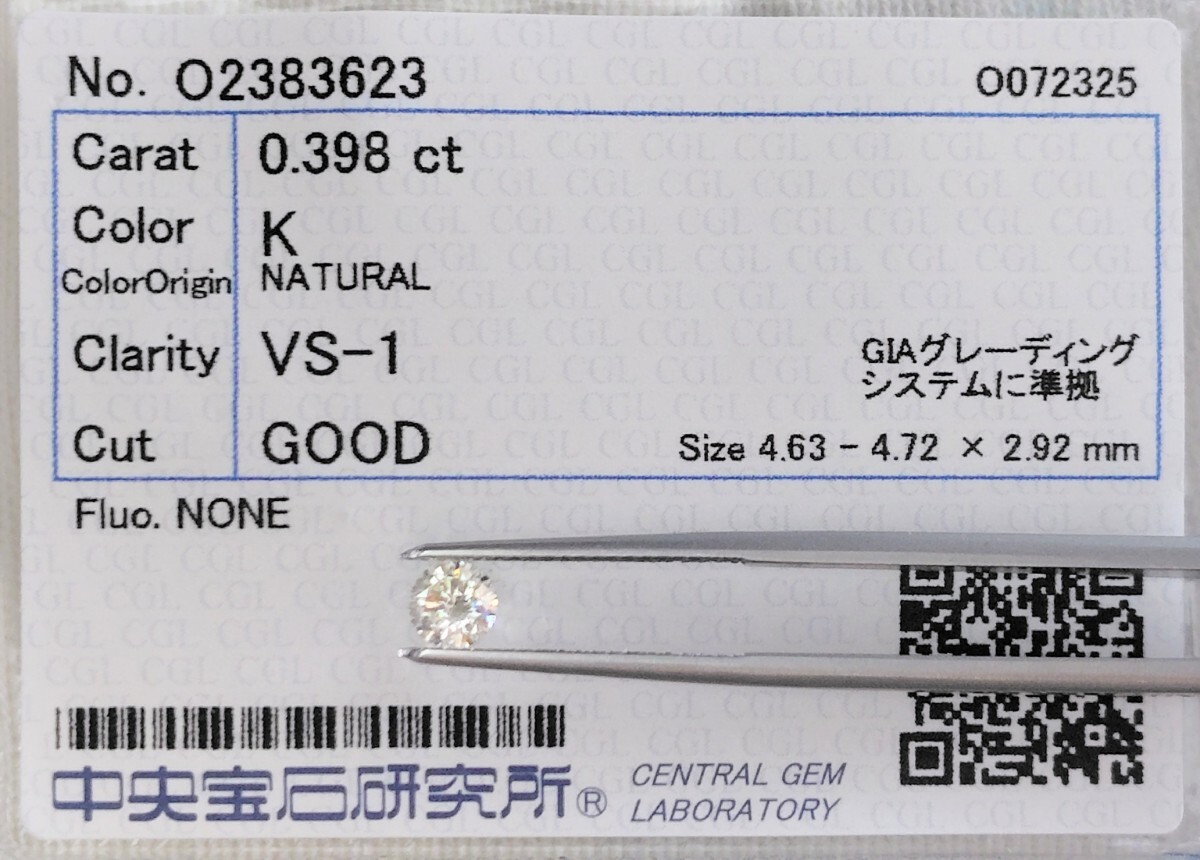 No. O2383623 O072325
Carat 0.398 ct
Color K
ColorOrigin NATURAL
Clarity VS-1
GIAグレーディング
システムに準拠
Cut GOOD Size 4.63 - 4.72 × 2.92 mm
Fluo. NONE
中央宝石研究所® CENTRAL GEM
LABORATORY